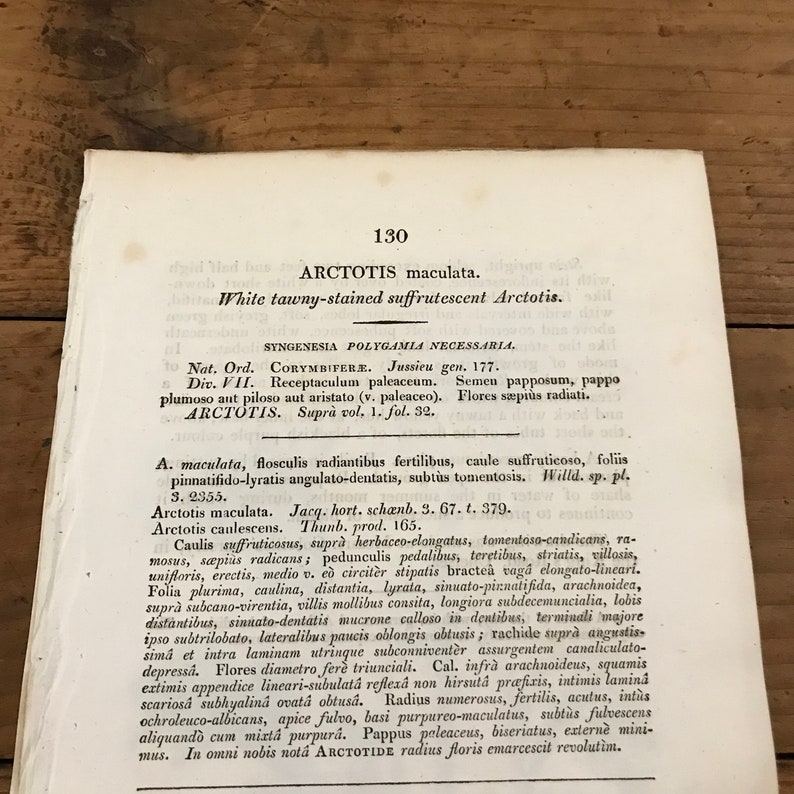 130
ARCTOTIS maculata.
White tawny-stained suffrutescent Arctotis.
SYNGENESIA POLYGAMIA NECESSARIA.
Nat. Ord. CORYMBIFERÆ. Jussieu gen. 177.
Div. VII. Receptaculum paleaceum. Semen papposum, pappo
plumoso aut piloso aut aristato (v. paleaceo). Flores sæpiùs radiati.
ARCTOTIS. Suprà vol. 1. fol. 32.
A. maculata, flosculis radiantibus fertilibus, caule suffruticoso, foliis
pinnatifido-lyratis angulato-dentatis, subtùs tomentosis. Willd. sp. pl.
3. 2355.
Arctotis maculata. Jacq. hort. schœnb. 3. 67. t. 379.
Arctotis caulescens. Thunb. prod. 165.
Caulis suffruticosus, suprà herbaceo-elongatus, tomentoso-candicans, ra-
mosus, sæpiùs radicans; pedunculis pedalibus, teretibus, striatis, villosis,
unifloris, erectis, medio v. eò circitèr stipatis bracteâ vagâ elongato-lineari.
Folia plurima, caulina, distantia, lyrata, sinuato-pinnatifida, arachnoidea,
suprà subcano-virentia, villis mollibus consita, longiora subdecemuncialia, lobis
distantibus, sinuato-dentatis mucrone calloso in dentibus, terminali majore
ipso subtrilobato, lateralibus paucis oblongis obtusis; rachide suprà angustis-
simâ et intra laminam utrinque subconniventèr assurgentem canaliculato-
depressâ. Flores diametro ferè triunciali. Cal. infrà arachnoideus, squamis
extimis appendice lineari-subulatâ reflexâ non hirsutâ præfixis, intimis laminâ
scariosâ subhyalinâ ovatâ obtusâ. Radius numerosus, fertilis, acutus, intùs
ochroleuco-albicans, apice fulvo, basi purpureo-maculatus, subtùs fulvescens
aliquandò cum mixtâ purpurâ. Pappus paleaceus, biseriatus, externè mini-
mus. In omni nobis notâ ARCTOTIDE radius floris emarcescit revolutìm.